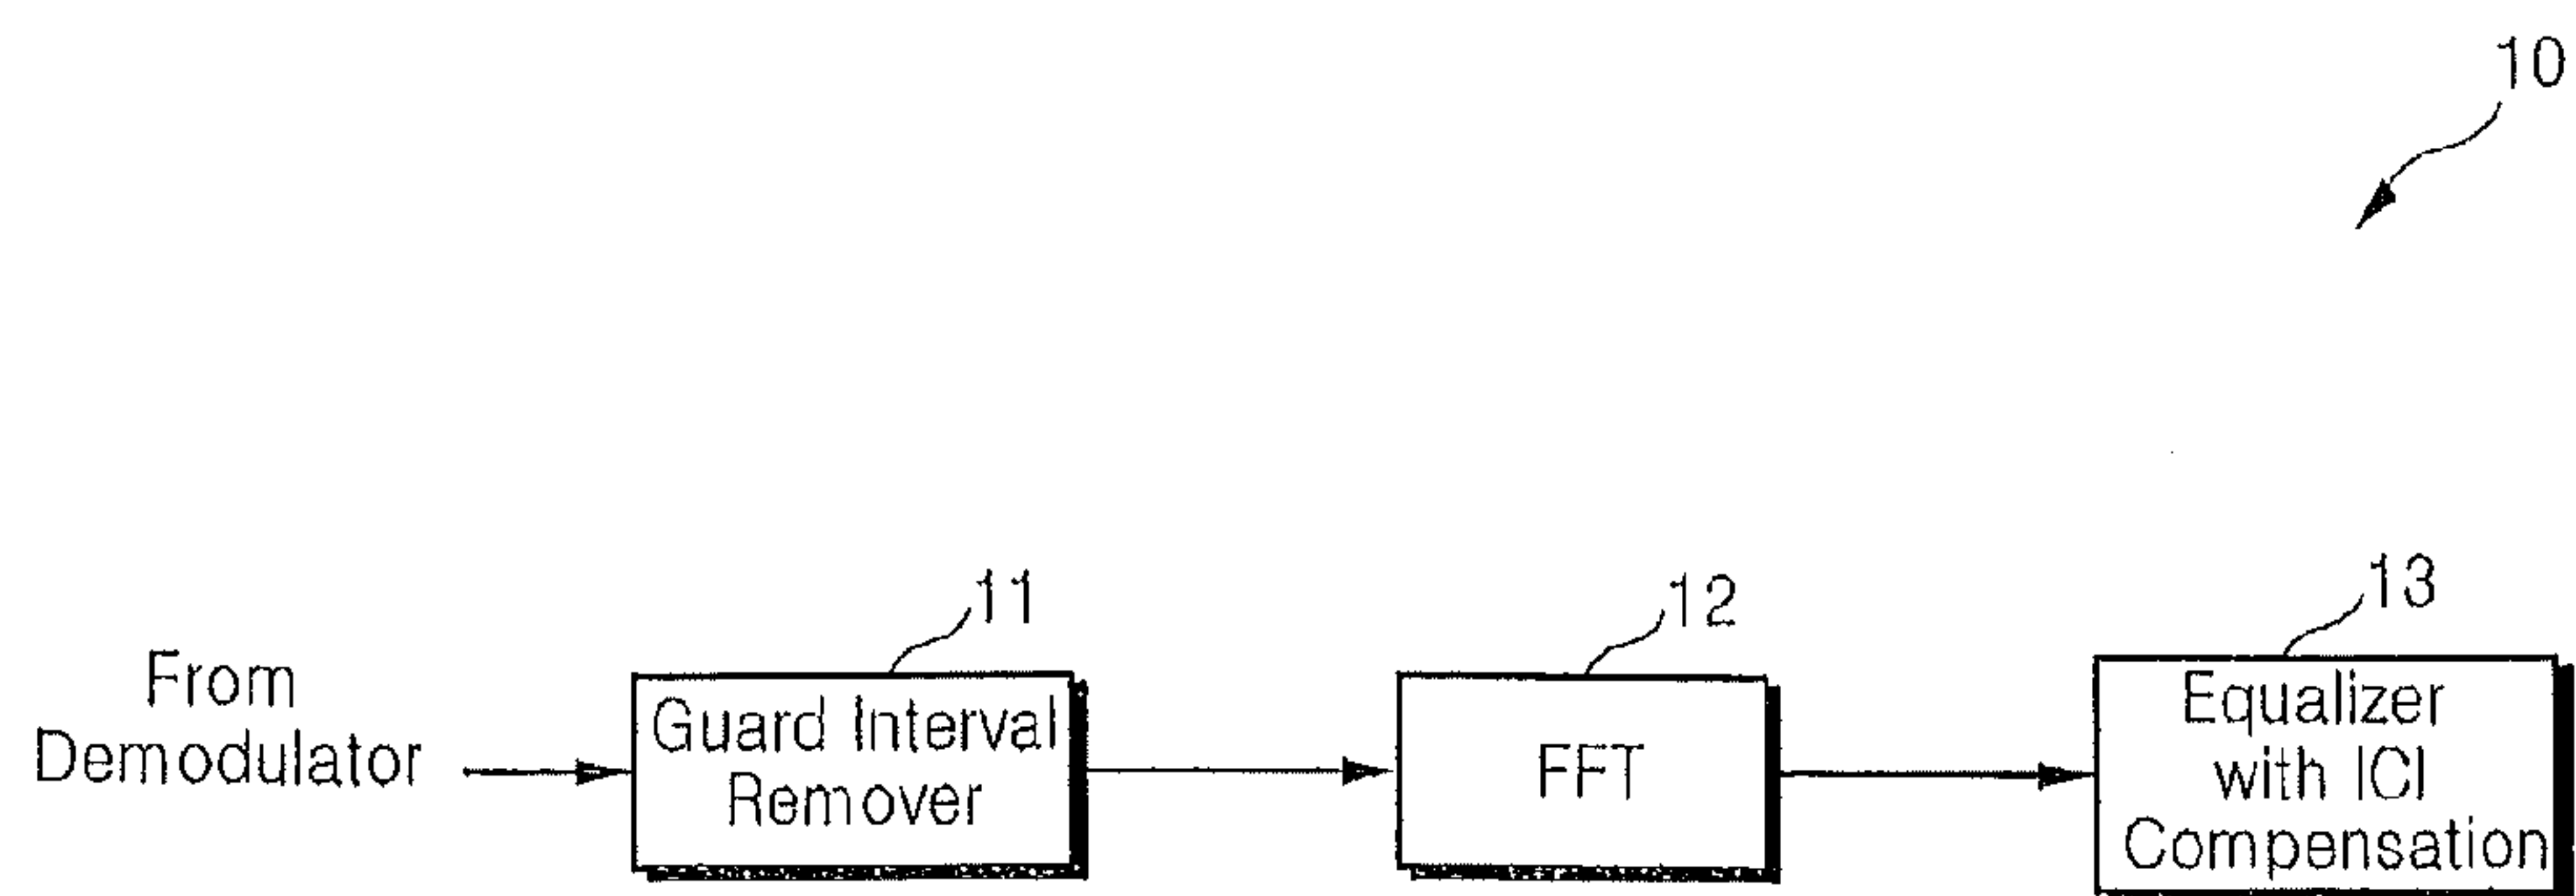 10
11
12
13
From
Demodulator
Guard Interval
Remover
FFT
Equalizer
with ICI
Compensation